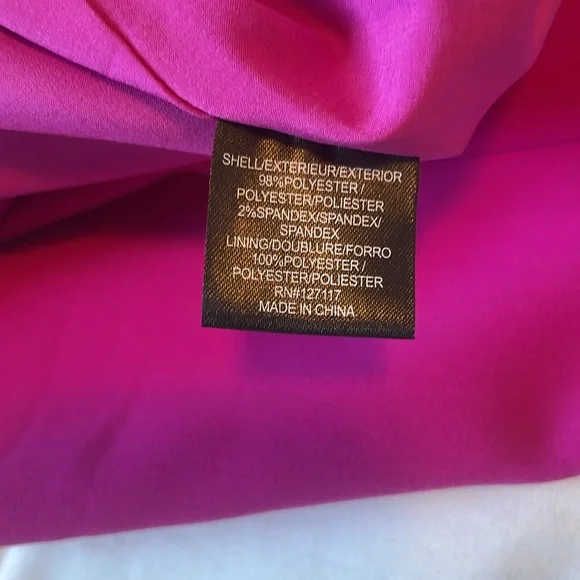 SHELL/EXTERIEUR/EXTERIOR
98%POLYESTER/
POLYESTER/POLIESTER
2%SPANDEX/SPANDEX/
SPANDEX
LINING/DOUBLURE/FORRO
100%POLYESTER/
POLYESTER/POLIESTER
RN#127117
MADE IN CHINA